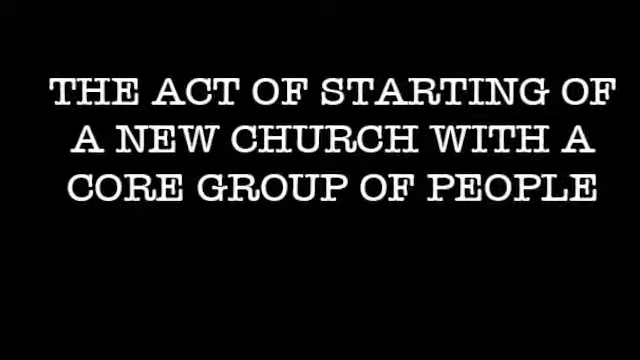 THE ACT OF STARTING OF
A NEW CHURCH WITH A
CORE GROUP OF PEOPLE